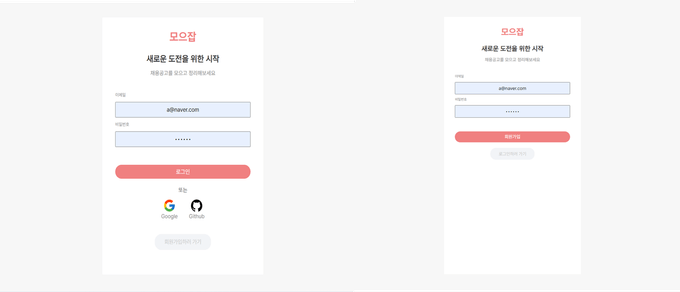 모으잡
새로운 도전을 위한 시작
채용공고를 모으고 정리해보세요
이메일
a@naver.com
비밀번호
••••••
로그인
또는
Google
Github
회원가입하러 가기
모으잡
새로운 도전을 위한 시작
채용공고를 모으고 정리해보세요
이메일
a@naver.com
비밀번호
••••••
회원가입
로그인하러 가기